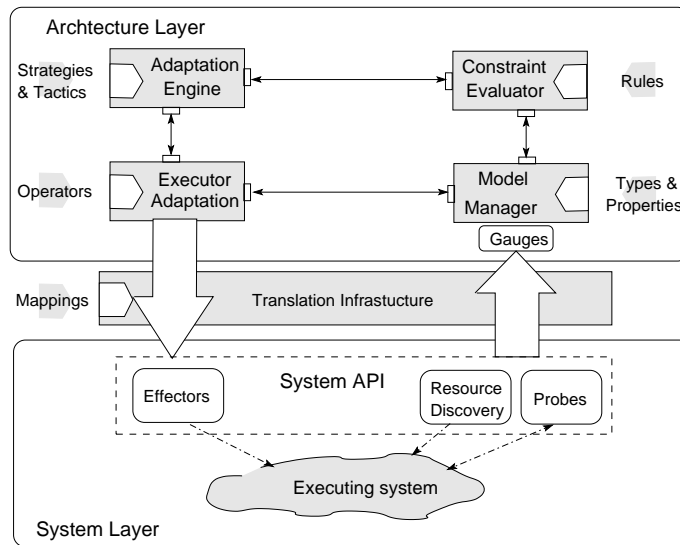 Archtecture Layer
Strategies
& Tactics
Adaptation
Engine
Constraint
Evaluator
Rules
Operators
Executor
Adaptation
Model
Manager
Types &
Properties
Gauges
Mappings
Translation Infrastucture
System API
Effectors
Resource
Discovery
Probes
Executing system
System Layer